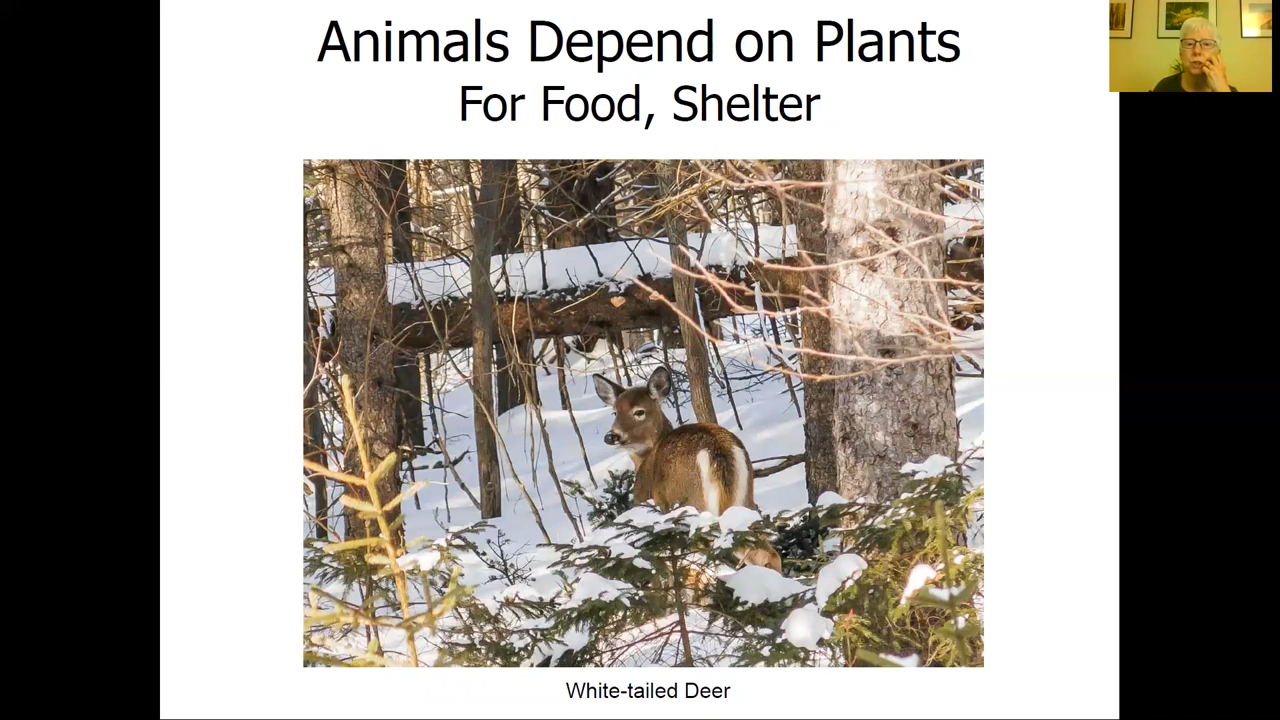 Animals Depend on Plants
For Food, Shelter
White-tailed Deer